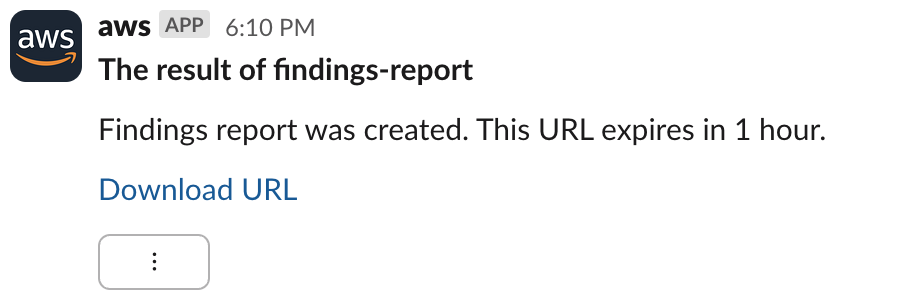 aws
aws APP 6:10 PM
The result of findings-report
Findings report was created. This URL expires in 1 hour.
Download URL